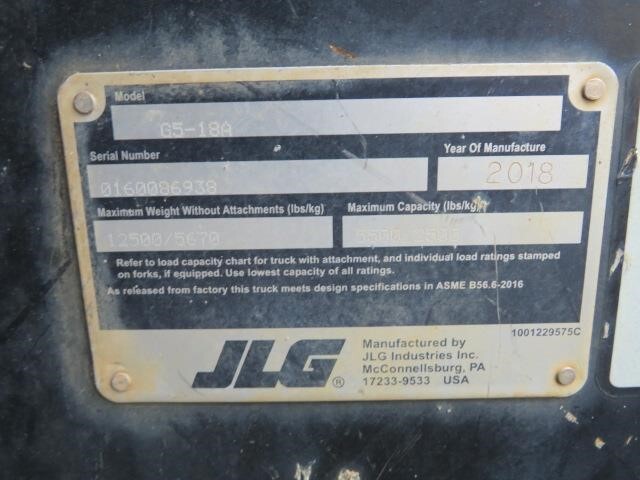 Model
G5-18A
Serial Number
0160086938
Year Of Manufacture
2018
Maximum Weight Without Attachments (lbs/kg)
12500/5670
Maximum Capacity (lbs/kg)
Refer to load capacity chart for truck with attachment, and individual load ratings stamped
on forks, if equipped. Use lowest capacity of all ratings.
As released from factory this truck meets design specifications in ASME B56.6-2016
1001229575C
JLG®
Manufactured by
JLG Industries Inc.
McConnellsburg, PA
17233-9533 USA